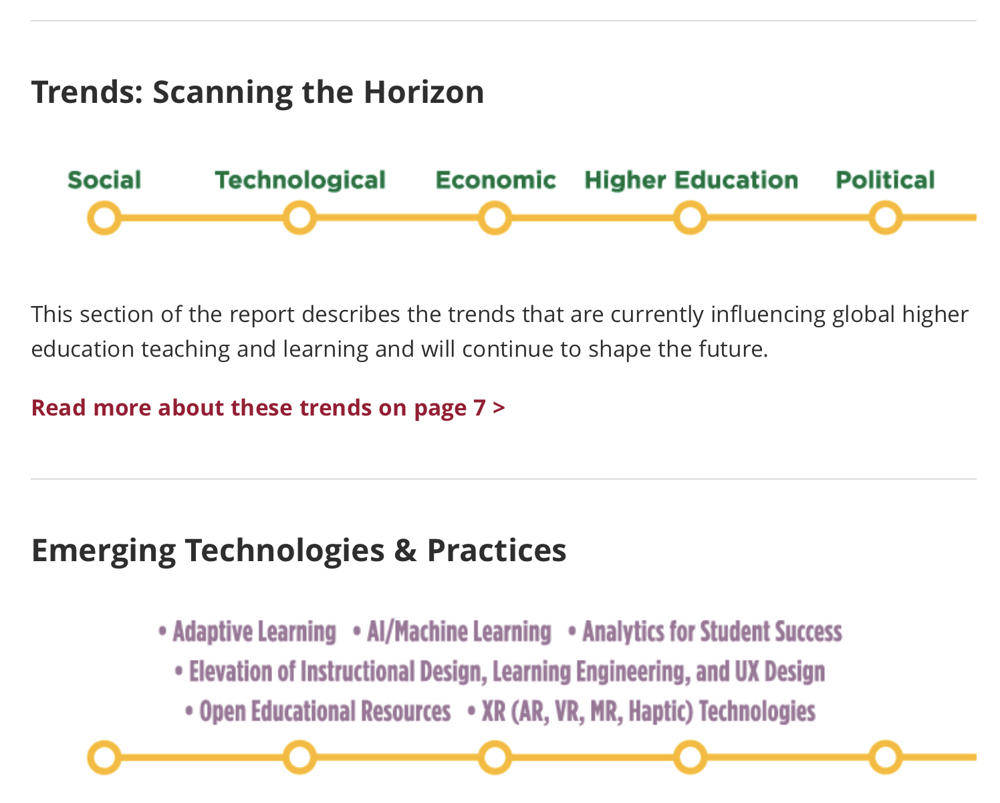 Trends: Scanning the Horizon
Social Technological Economic Higher Education Political
This section of the report describes the trends that are currently influencing global higher
education teaching and learning and will continue to shape the future.
Read more about these trends on page 7 >
Emerging Technologies & Practices
• Adaptive Learning • AI/Machine Learning • Analytics for Student Success
• Elevation of Instructional Design, Learning Engineering, and UX Design
• Open Educational Resources • XR (AR, VR, MR, Haptic) Technologies